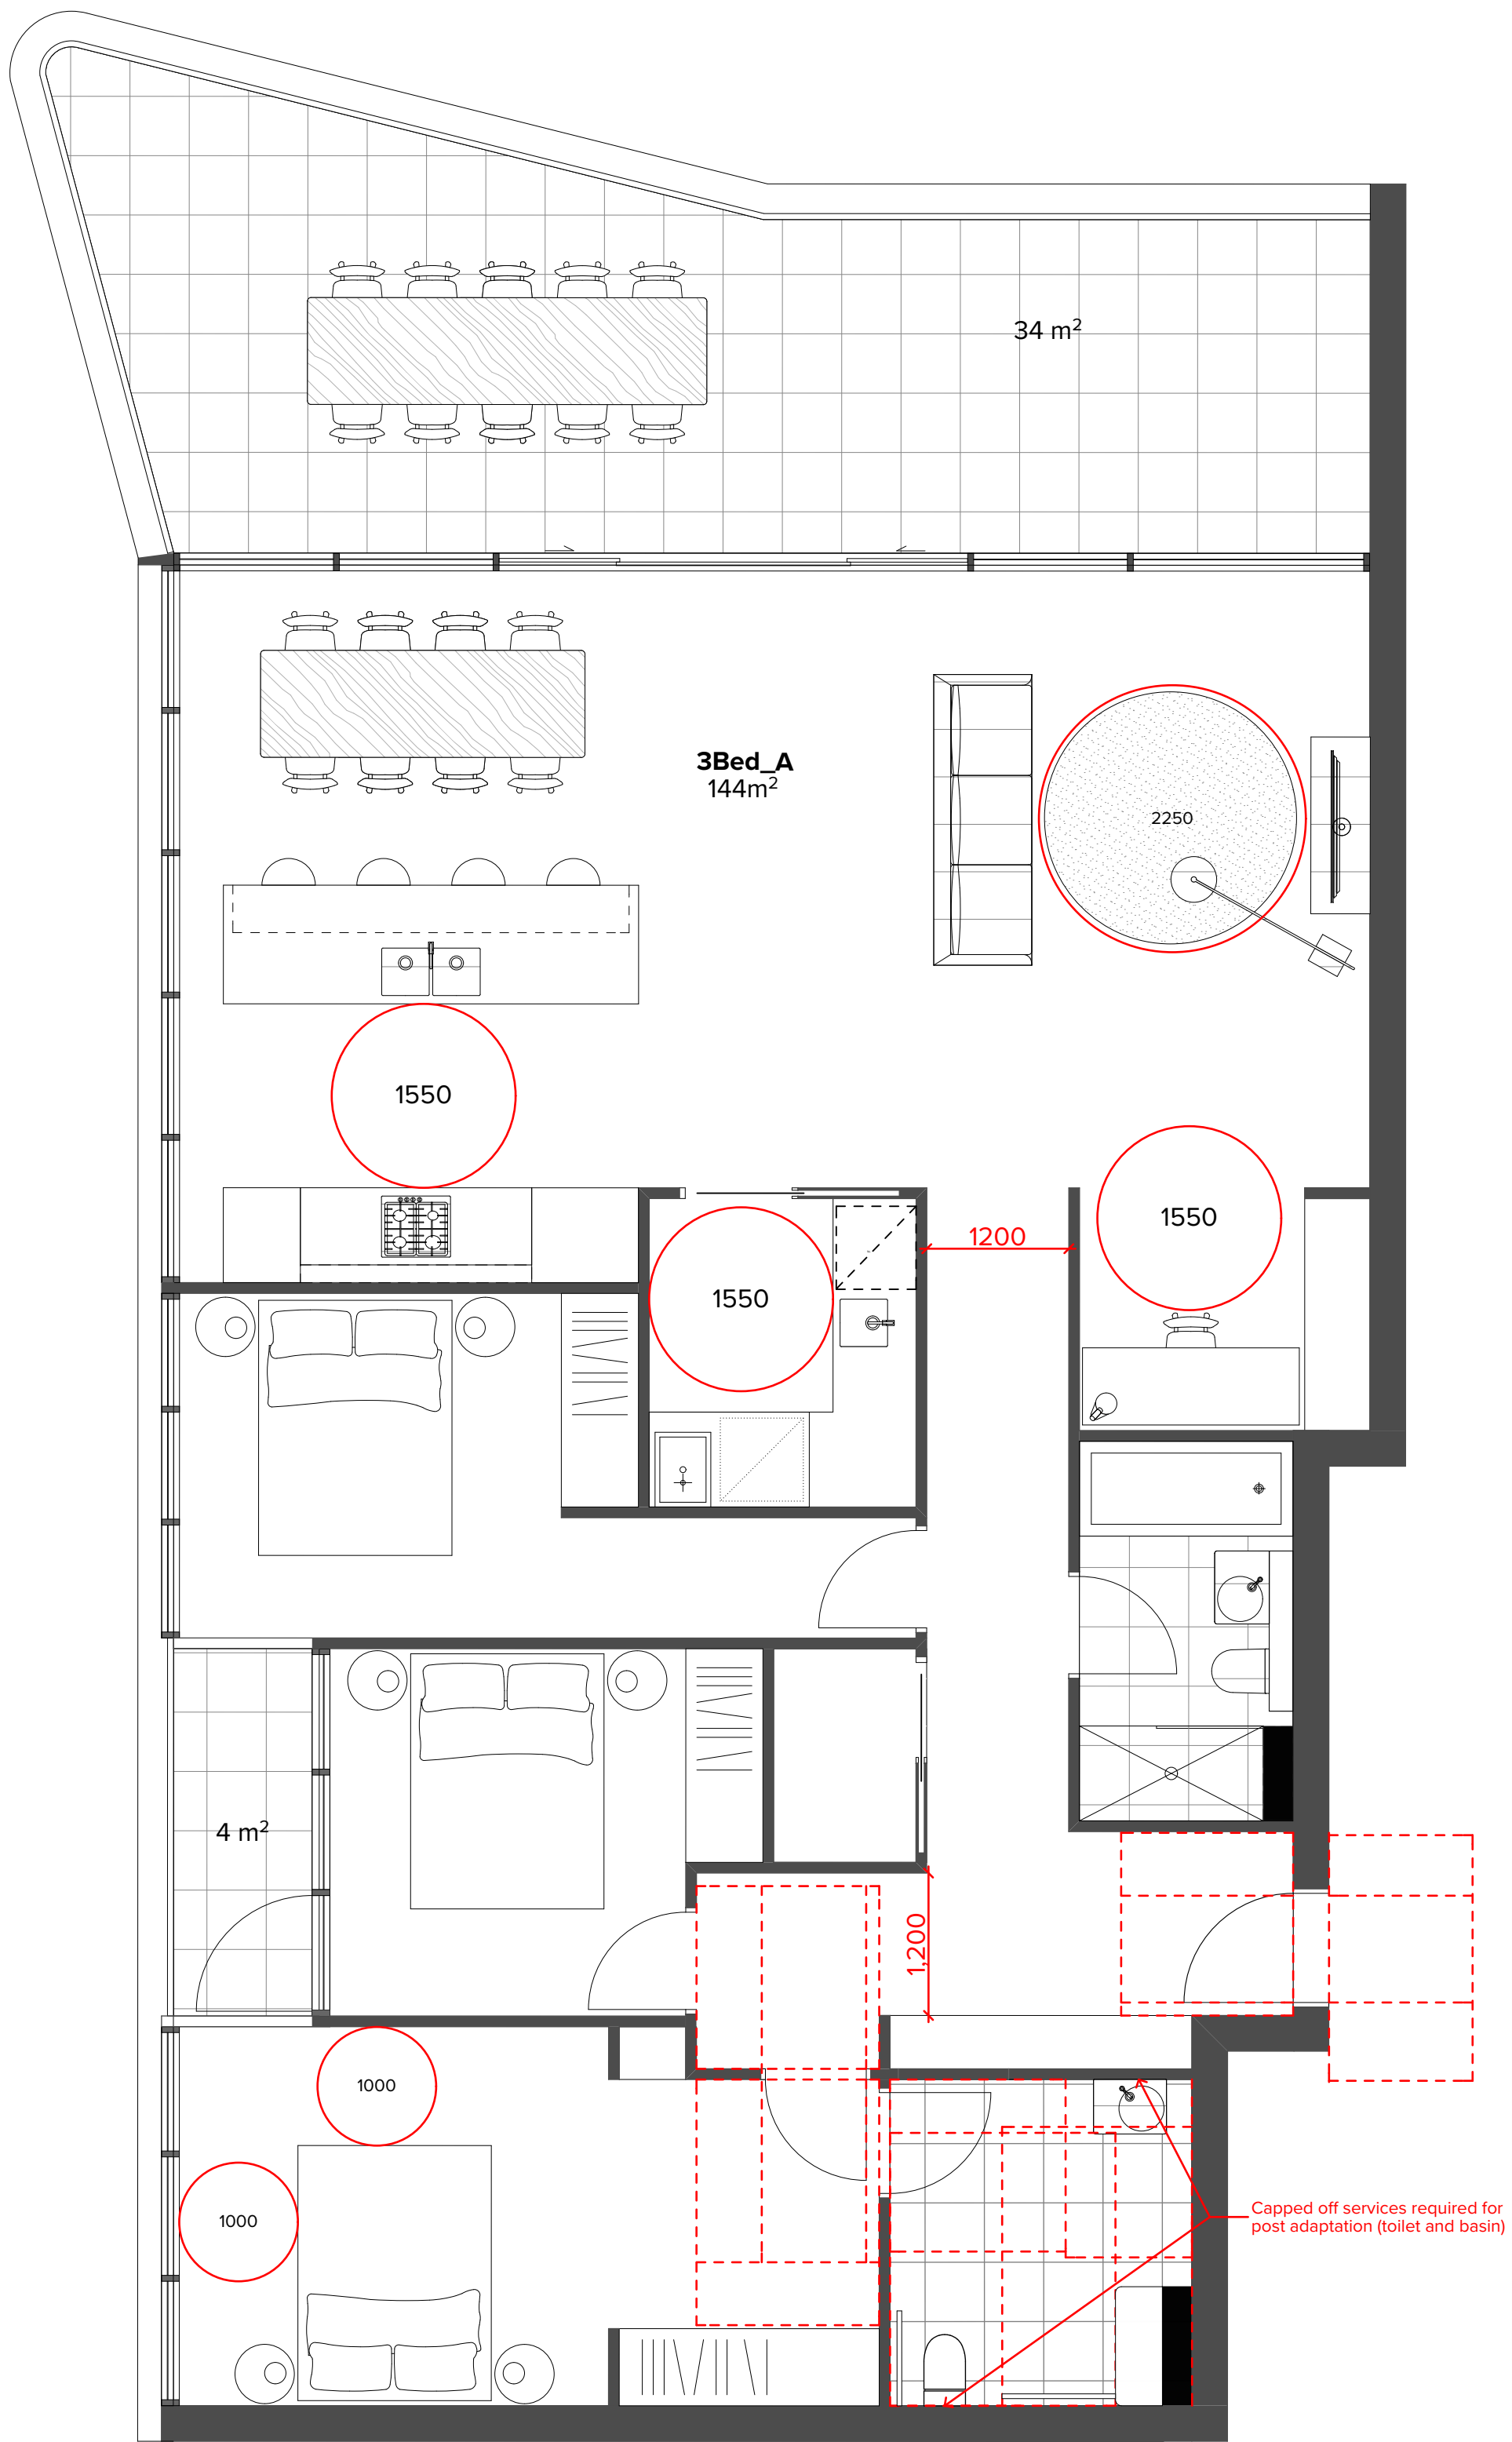 34 m²
3Bed_A
144m²
2250
1550
1550
1200
1550
4 m²
1,200
1000
1000
Capped off services required for
post adaptation (toilet and basin)